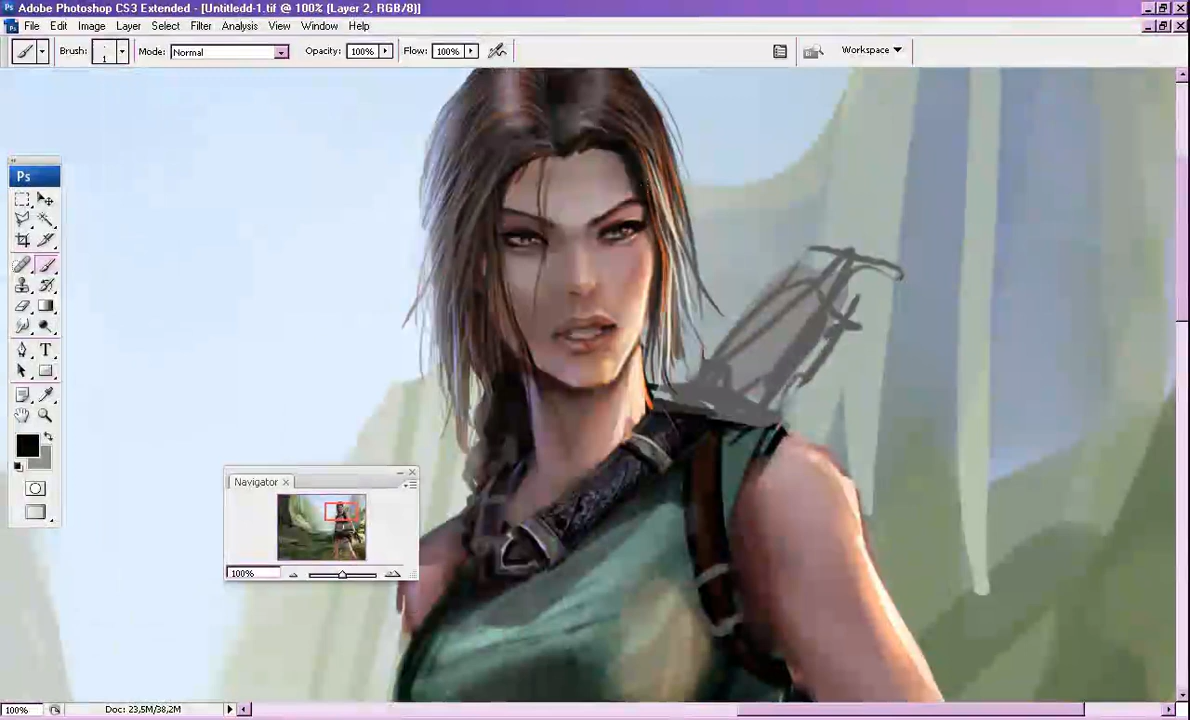 Adobe Photoshop CS3 Extended - [Untitledd-1.tif @ 100% (Layer 2, RGB/8)]
File Edit Image Layer Select Filter Analysis View Window Help
Brush: 1 Mode: Normal Opacity: 100% Flow: 100% Workspace
Ps
T
Navigator
100%
100% Doc: 23,5M/38,2M